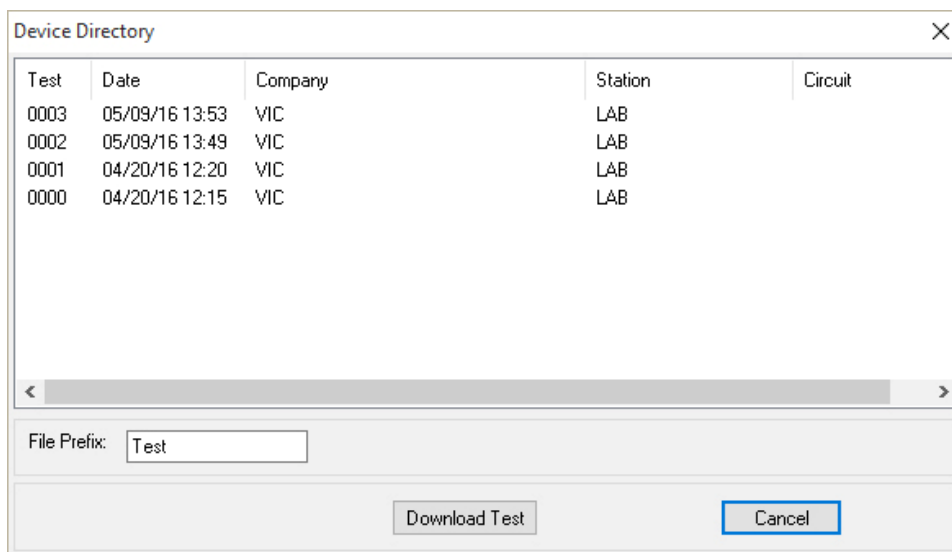 Device Directory
Test Date Company Station Circuit
0003 05/09/16 13:53 VIC LAB
0002 05/09/16 13:49 VIC LAB
0001 04/20/16 12:20 VIC LAB
0000 04/20/16 12:15 VIC LAB
File Prefix: Test
Download Test Cancel